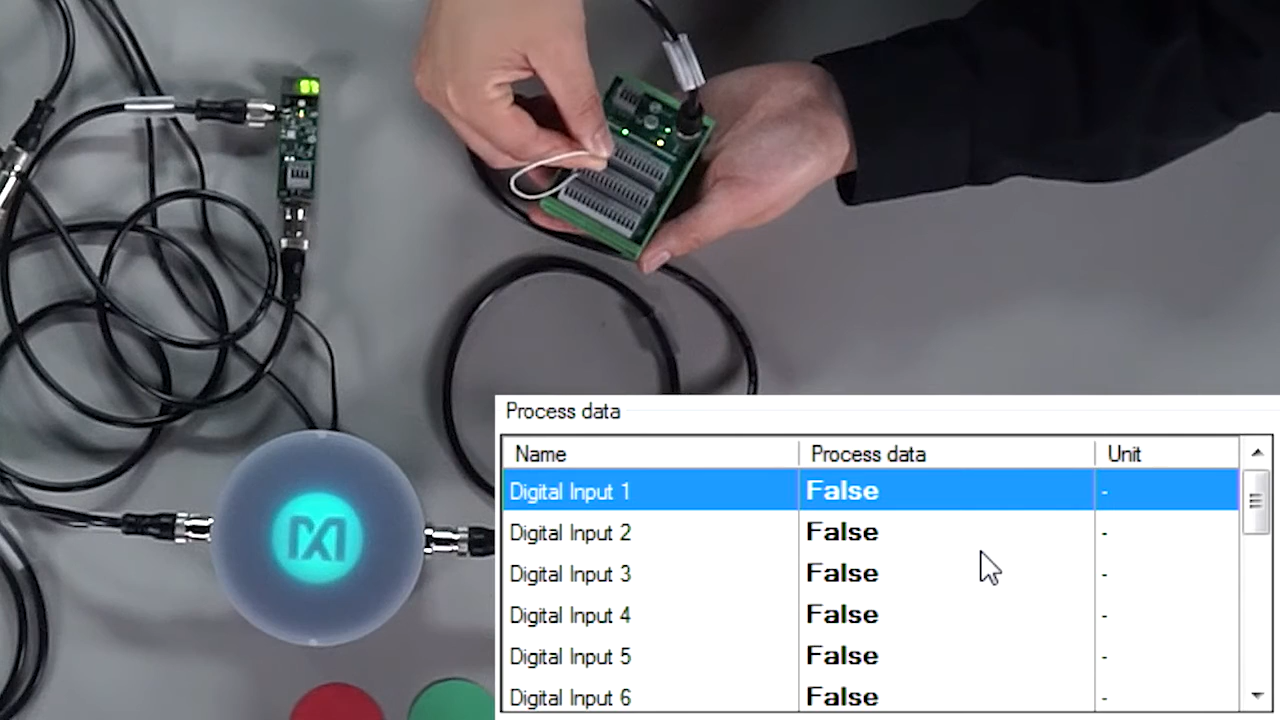 Process data
Name Process data Unit
Digital Input 1 False -
Digital Input 2 False -
Digital Input 3 False -
Digital Input 4 False -
Digital Input 5 False -
Digital Input 6 False -